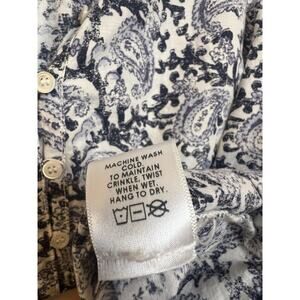 MACHINE WASH
COLD.
TO MAINTAIN
CRINKLE, TWIST
WHEN WET.
HANG TO DRY.